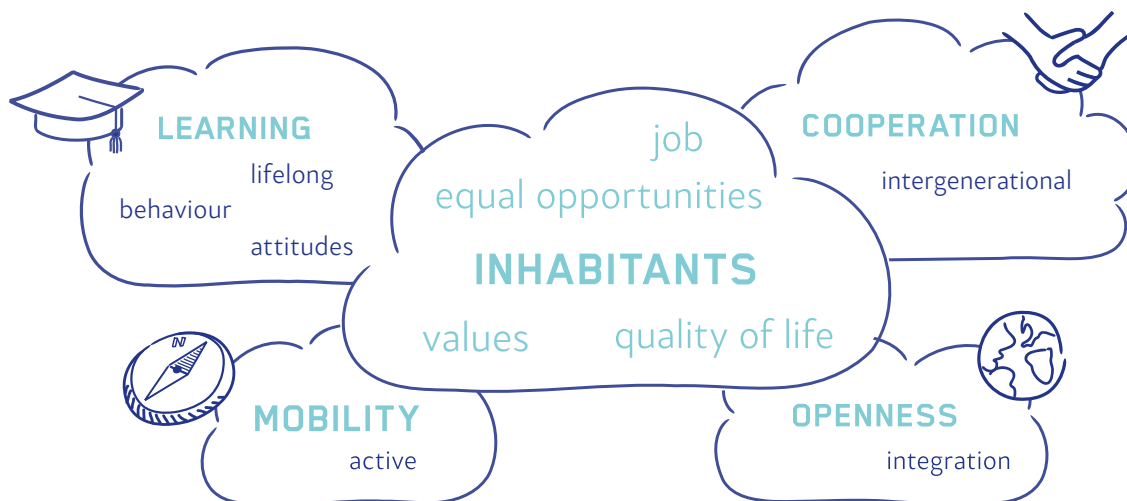 LEARNING
lifelong
behaviour
attitudes
COOPERATION
intergenerational
job
equal opportunities
INHABITANTS
values
quality of life
N
MOBILITY
active
OPENNESS
integration